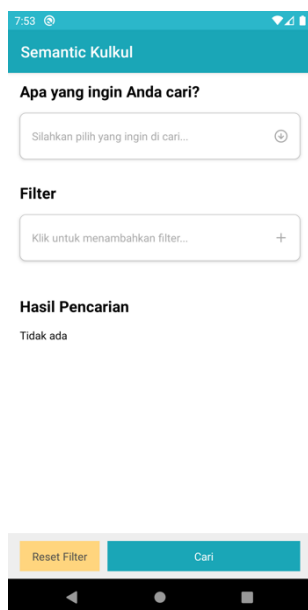 7:53
Semantic Kulkul
Apa yang ingin Anda cari?
Silahkan pilih yang ingin di cari...
Filter
Klik untuk menambahkan filter...
Hasil Pencarian
Tidak ada
Reset Filter
Cari